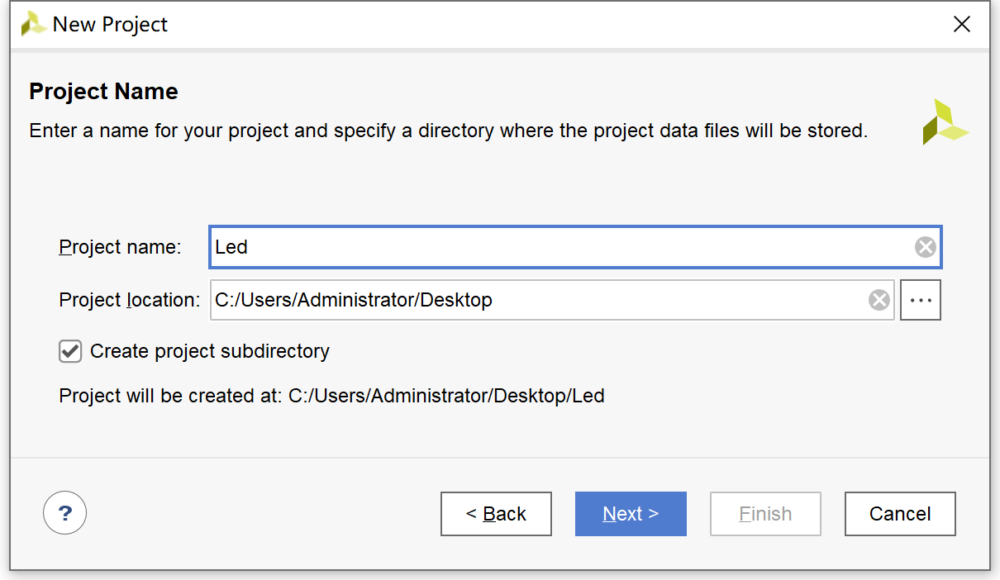 New Project
Project Name
Enter a name for your project and specify a directory where the project data files will be stored.
Project name: Led
Project location: C:/Users/Administrator/Desktop ...
Create project subdirectory
Project will be created at: C:/Users/Administrator/Desktop/Led
? < Back Next > Finish Cancel